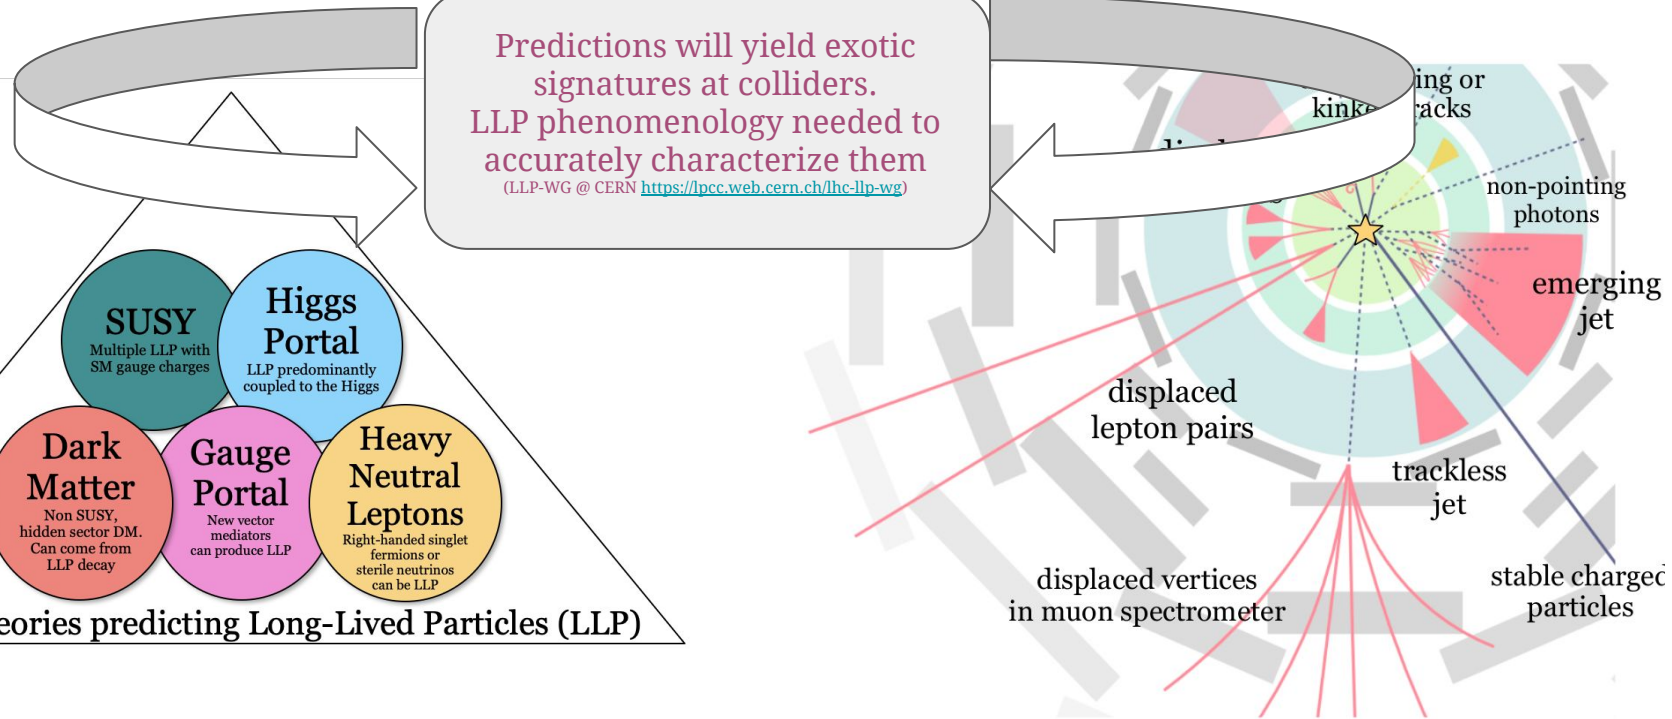 Predictions will yield exotic
signatures at colliders.
LLP phenomenology needed to
accurately characterize them
(LLP-WG @ CERN https://lpcc.web.cern.ch/lhc-llp-wg)
SUSY
Multiple LLP with
SM gauge charges
Higgs
Portal
LLP predominantly
coupled to the Higgs
Dark
Matter
Non SUSY,
hidden sector DM.
Can come from
LLP decay
Gauge
Portal
New vector
mediators
can produce LLP
Heavy
Neutral
Leptons
Right-handed singlet
fermions or
sterile neutrinos
can be LLP
eories predicting Long-Lived Particles (LLP)
ing or
kinke racks
non-pointing
photons
emerging
jet
displaced
lepton pairs
trackless
jet
displaced vertices
in muon spectrometer
stable charged
particles